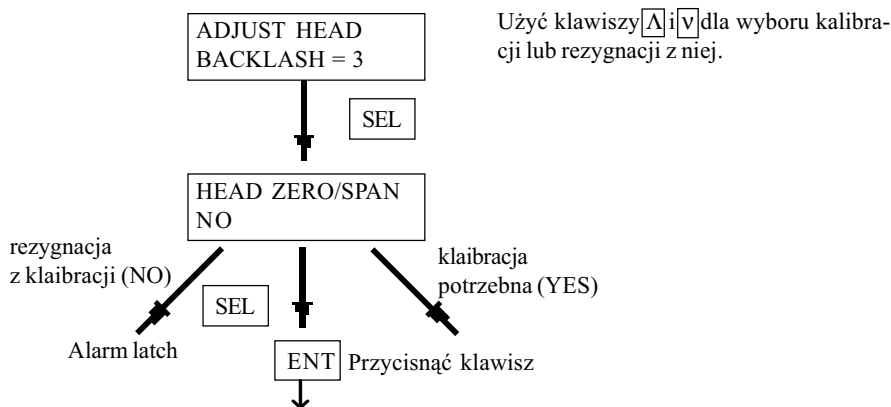 ADJUST HEAD
BACKLASH = 3
Użyć klawiszy Λ i ν dla wyboru kalibra-
cji lub rezygnacji z niej.
SEL
HEAD ZERO/SPAN
NO
rezygnacja
z klaibracji (NO)
klaibracja
potrzebna (YES)
SEL
Alarm latch
ENT Przycisnąć klawisz